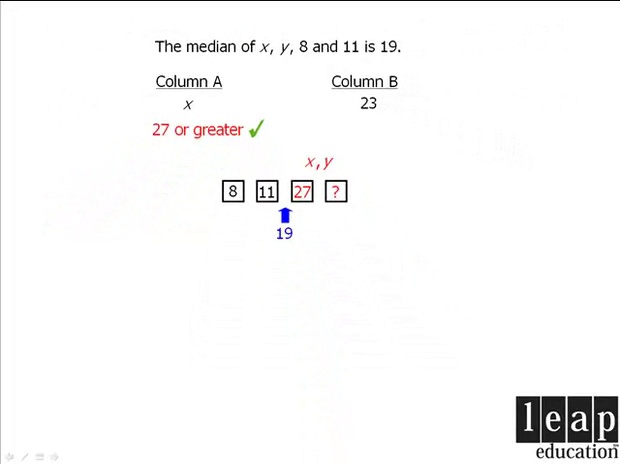 The median of x, y, 8 and 11 is 19.
Column A Column B
x 23
27 or greater ✓
x, y
8 11 27 ?
19
leap
education™